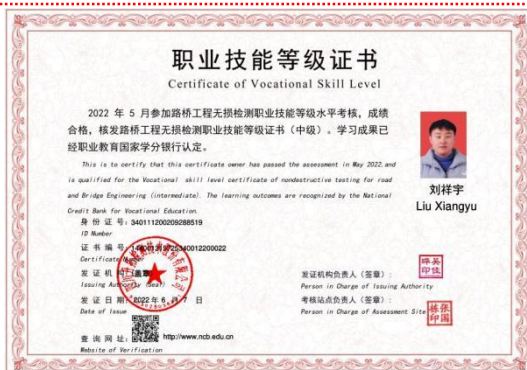 职业技能等级证书
Certificate of Vocational Skill Level
2022 年 5 月参加路桥工程无损检测职业技能等级水平考核，成绩
合格，核发路桥工程无损检测职业技能等级证书（中级）。学习成果已
经职业教育国家学分银行认定。
This is to certify that this certificate owner has passed the assessment in May 2022,and
is qualified for the Vocational skill level certificate of nondestructive testing for road
and Bridge Engineering (intermediate). The learning outcomes are recognized by the National
Credit Bank for Vocational Education.
刘祥宇
Liu Xiangyu
身 份 证 号：340111200209288519
ID Number
证 书 编 号：
Certificate Number
发 证 机 构（盖章）：
Issuing Authority (Seal)
发证机构负责人（签章）：
Person in Charge of Issuing Authority
发 证 日 期：2022 年 6 月 7 日
Date of Issue
考核站点负责人（签章）：
Person in Charge of Assessment Site
查 询 网 址：http://www.ncb.edu.cn
Website of Verification